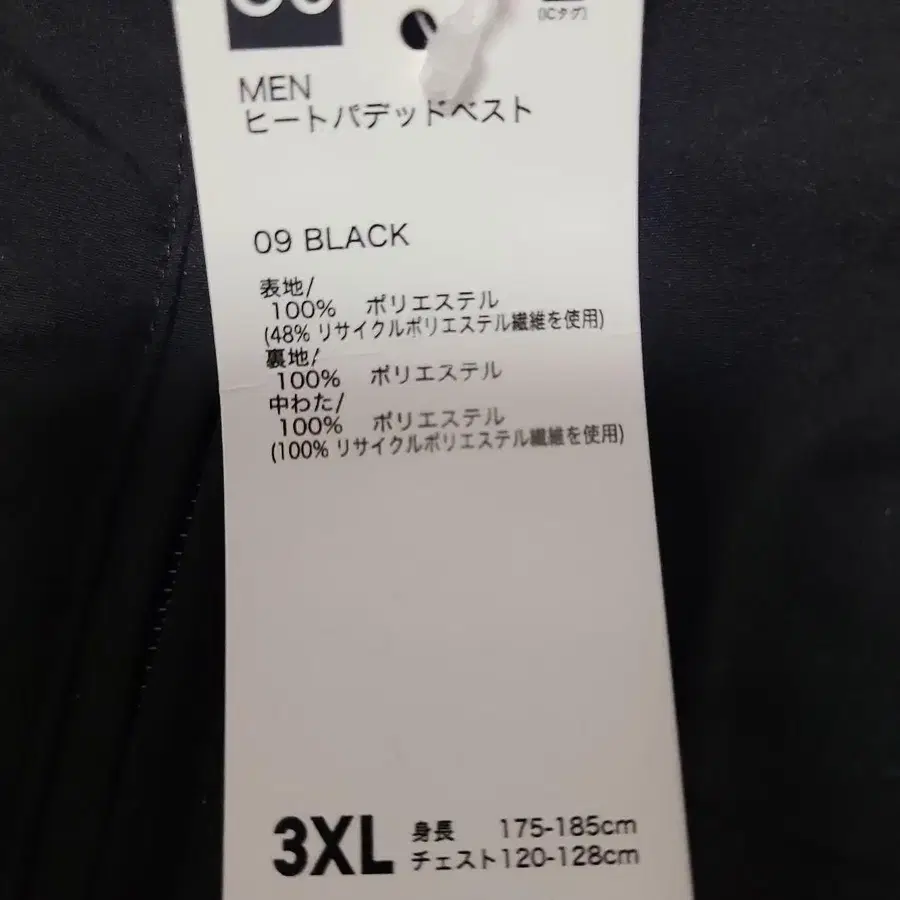 (ICタグ)
MEN
ヒートパデッドベスト
09 BLACK
表地/
100% ポリエステル
(48% リサイクルポリエステル繊維を使用)
裏地/
100% ポリエステル
中わた/
100% ポリエステル
(100% リサイクルポリエステル繊維を使用)
3XL 身長 175-185cm
チェスト120-128cm